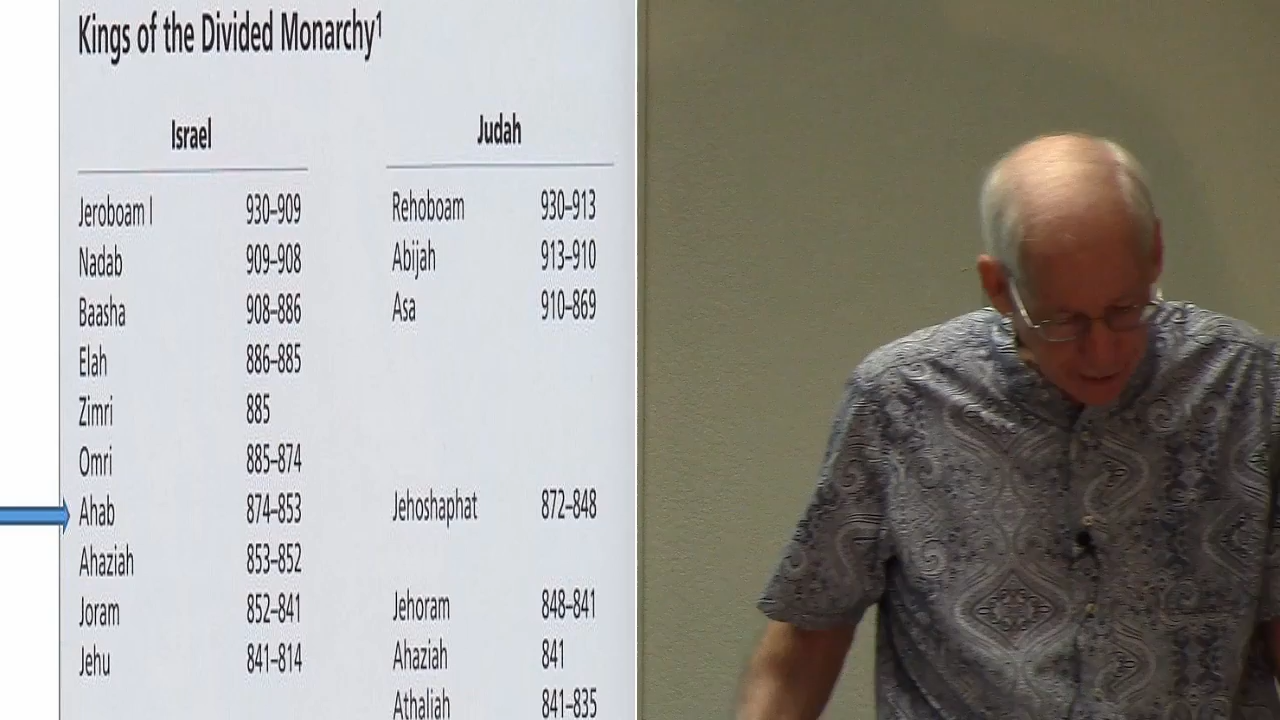 Kings of the Divided Monarchy¹
Israel Judah
Jeroboam I 930–909 Rehoboam 930–913
Nadab 909–908 Abijah 913–910
Baasha 908–886 Asa 910–869
Elah 886–885
Zimri 885
Omri 885–874
Ahab 874–853 Jehoshaphat 872–848
Ahaziah 853–852
Joram 852–841 Jehoram 848–841
Jehu 841–814 Ahaziah 841
Athaliah 841–835